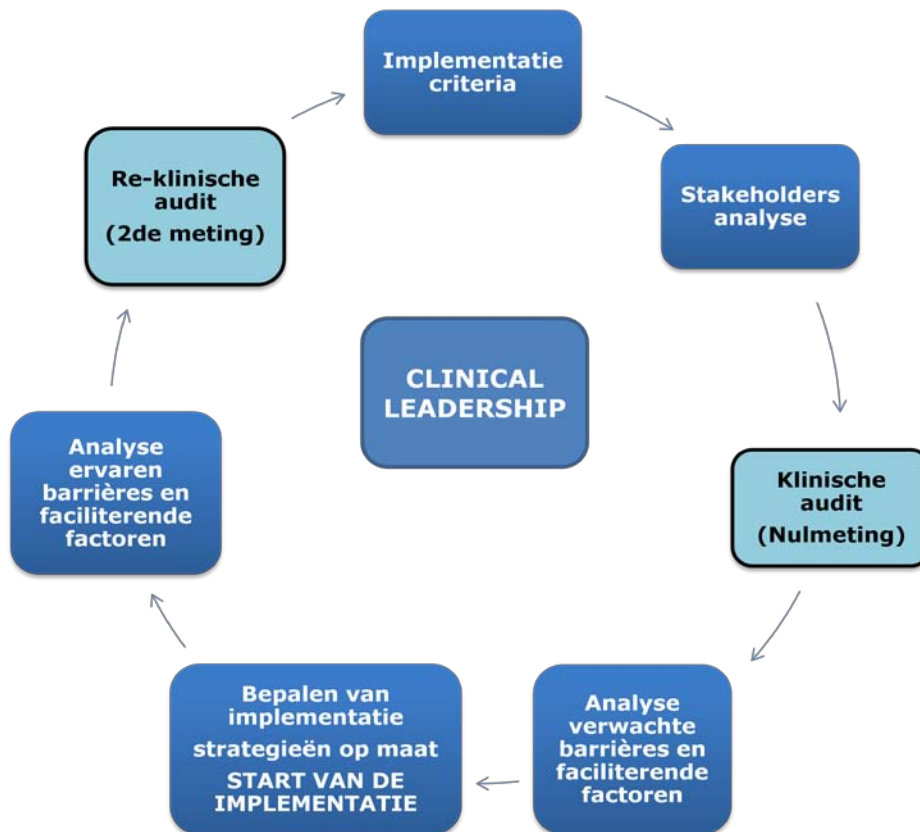 Implementatie
criteria
Stakeholders
analyse
Klinische
audit
(Nulmeting)
Analyse
verwachte
barrières en
faciliterende
factoren
Bepalen van
implementatie
strategieën op maat
START VAN DE
IMPLEMENTATIE
Analyse
ervaren
barrières en
faciliterende
factoren
Re-klinische
audit
(2de meting)
CLINICAL
LEADERSHIP